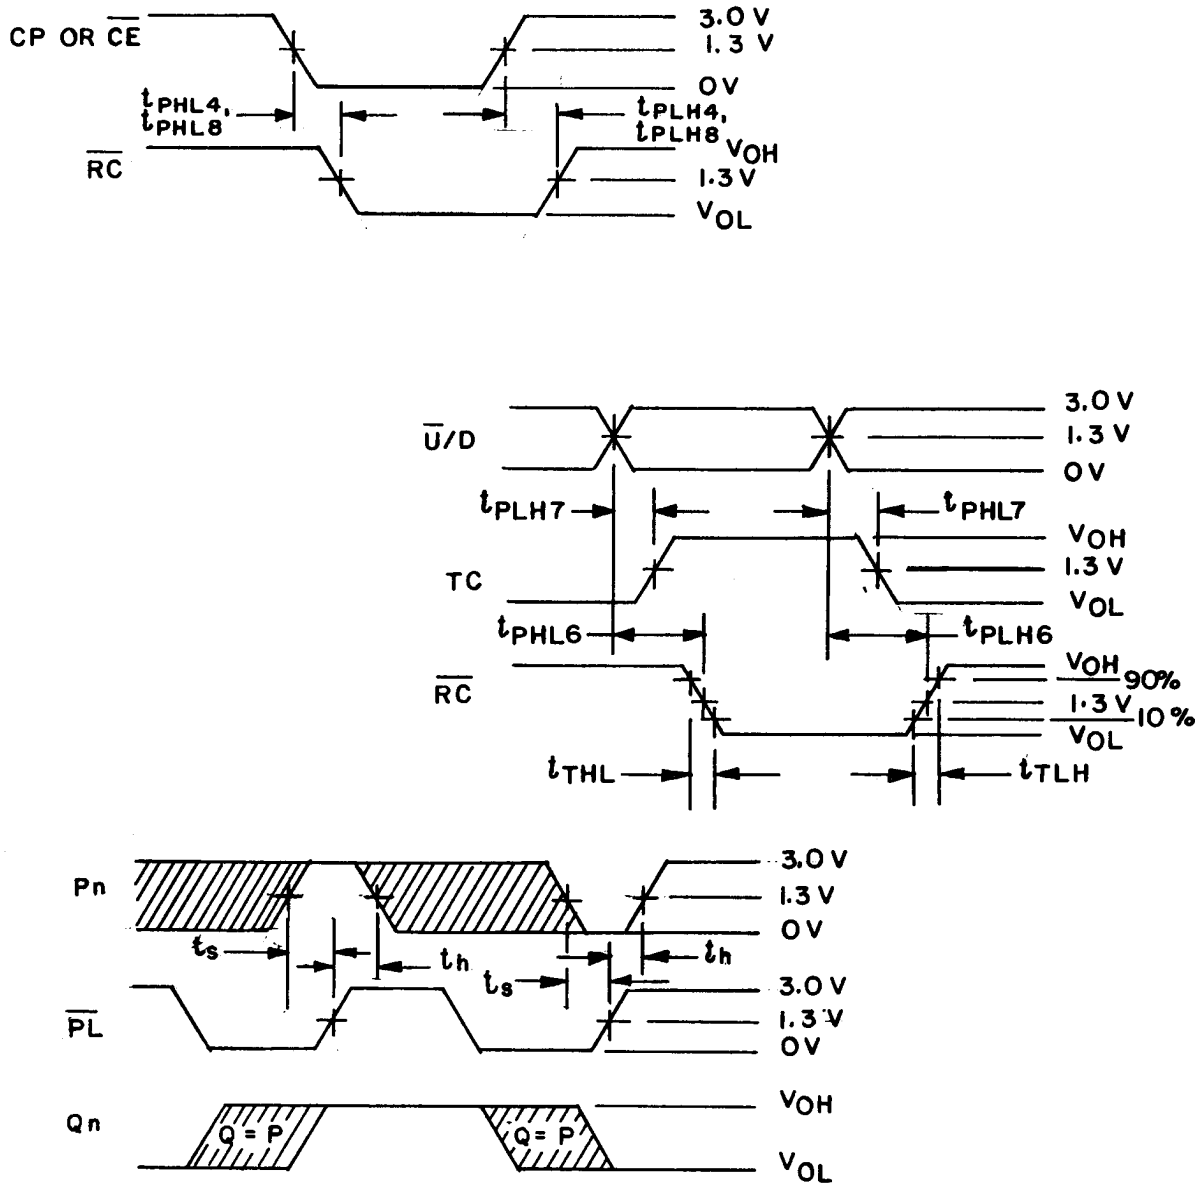 CP OR CE
3.0 V
1.3 V
0V
tPHL4,
tPHL8
tPLH4,
tPLH8
RC
VOH
1.3 V
VOL
U/D
3.0 V
1.3 V
0V
tPLH7
tPHL7
TC
VOH
1.3 V
VOL
tPHL6
tPLH6
RC
VOH
90%
1.3 V
10%
VOL
tTHL
tTLH
Pn
3.0 V
1.3 V
0V
ts
th
ts
th
PL
3.0 V
1.3 V
0V
Qn
Q = P
Q = P
VOH
VOL